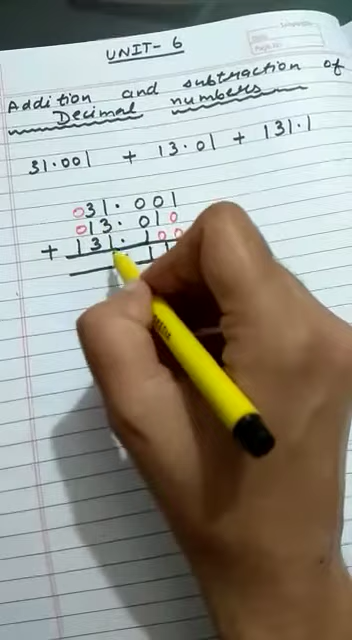 UNIT-6
Addition and subtraction of
Decimal numbers
31.001 + 13.01 + 131.1
031.001
013.010
+ 131.100
11